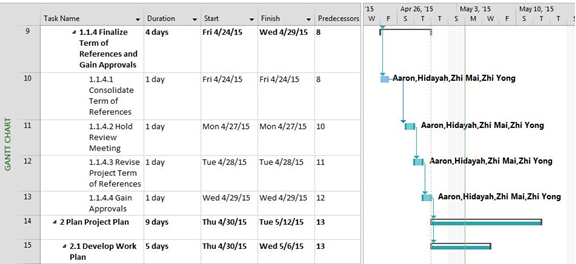 Task Name Duration Start Finish Predecessors
'15 Apr 26, '15 May 3, '15 May 10, '15
W F S T T S M W F S T T S
9 1.1.4 Finalize 4 days Fri 4/24/15 Wed 4/29/15 8
Term of
References and
Gain Approvals
10 1.1.4.1 1 day Fri 4/24/15 Fri 4/24/15 8
Consolidate
Term of
References
Aaron,Hidayah,Zhi Mai,Zhi Yong
11 1.1.4.2 Hold 1 day Mon 4/27/15 Mon 4/27/15 10
Review
Meeting
Aaron,Hidayah,Zhi Mai,Zhi Yong
12 1.1.4.3 Revise 1 day Tue 4/28/15 Tue 4/28/15 11
Project Term
of References
Aaron,Hidayah,Zhi Mai,Zhi Yong
13 1.1.4.4 Gain 1 day Wed 4/29/15 Wed 4/29/15 12
Approvals
Aaron,Hidayah,Zhi Mai,Zhi Yong
14 2 Plan Project Plan 9 days Thu 4/30/15 Tue 5/12/15 13
15 2.1 Develop Work 5 days Thu 4/30/15 Wed 5/6/15 13
Plan
GANTT CHART